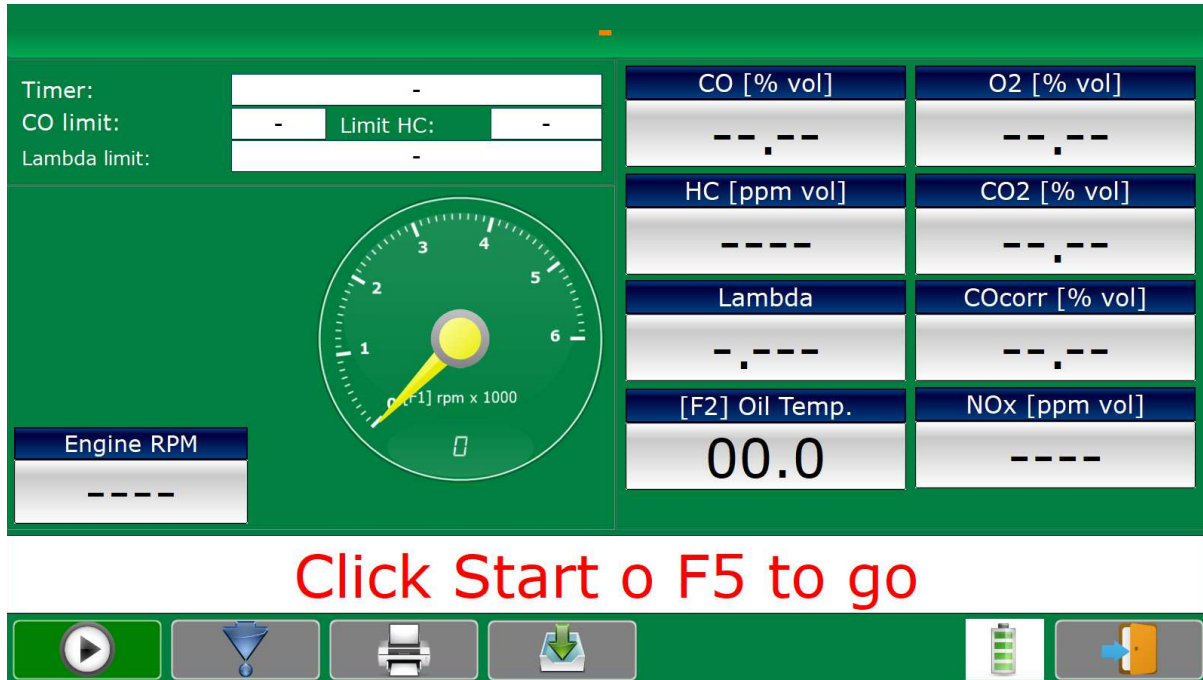 -
Timer: -
CO limit: - Limit HC: -
Lambda limit: -
CO [% vol] O2 [% vol]
--.-- --.--
HC [ppm vol] CO2 [% vol]
---- --.--
Lambda COcorr [% vol]
-.--- --.--
[F2] Oil Temp. NOx [ppm vol]
00.0 ----
3 4
2 5
1 6
0 [F1] rpm x 1000
0
Engine RPM
----
Click Start o F5 to go